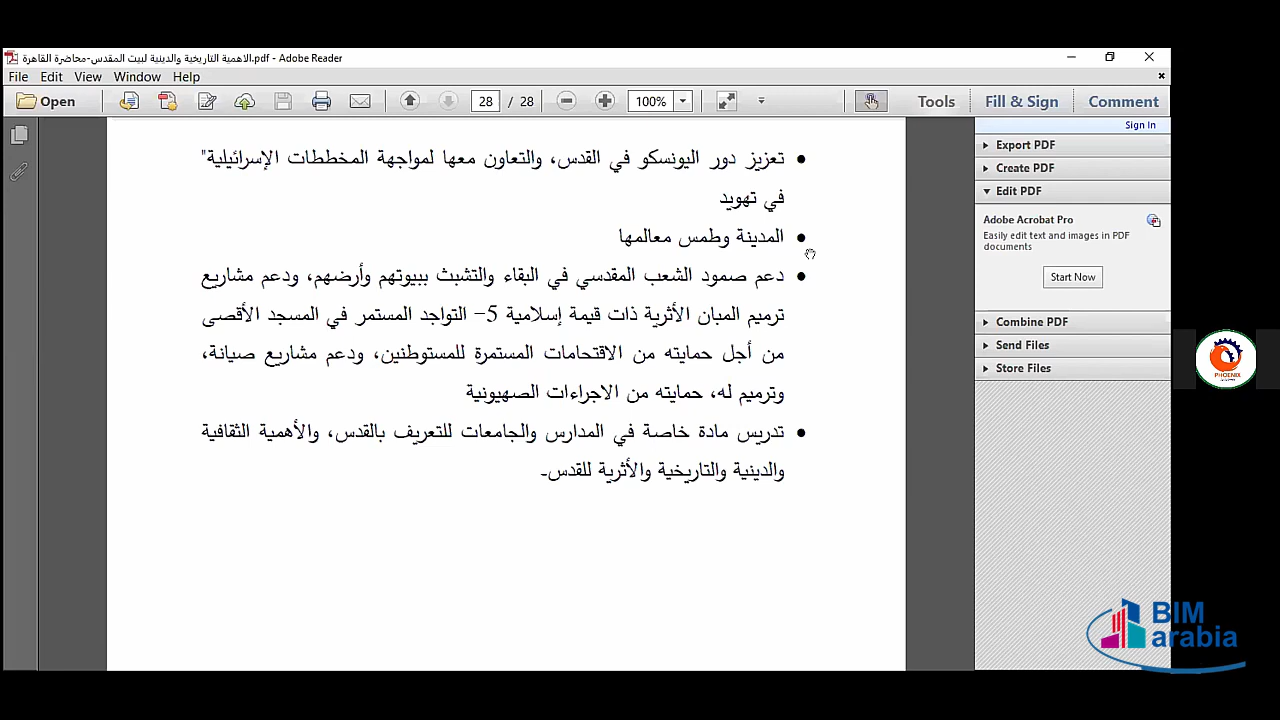 الاهمية التاريخية والدينية لبيت المقدس-محاضرة القاهرة.pdf - Adobe Reader
File Edit View Window Help
Open 28 / 28 100% Tools Fill & Sign Comment
Sign In
Export PDF
Create PDF
Edit PDF
Adobe Acrobat Pro
Easily edit text and images in PDF
documents
Start Now
Combine PDF
Send Files
Store Files
• تعزيز دور اليونسكو في القدس، والتعاون معها لمواجهة المخططات الإسرائيلية"
في تهويد
• المدينة وطمس معالمها
• دعم صمود الشعب المقدسي في البقاء والتشبث ببيوتهم وأرضهم، ودعم مشاريع
ترميم المبان الأثرية ذات قيمة إسلامية 5– التواجد المستمر في المسجد الأقصى
من أجل حمايته من الاقتحامات المستمرة للمستوطنين، ودعم مشاريع صيانة،
وترميم له، حمايته من الاجراءات الصهيونية
• تدريس مادة خاصة في المدارس والجامعات للتعريف بالقدس، والأهمية الثقافية
والدينية والتاريخية والأثرية للقدس.
PHOENIX
BIM
arabia